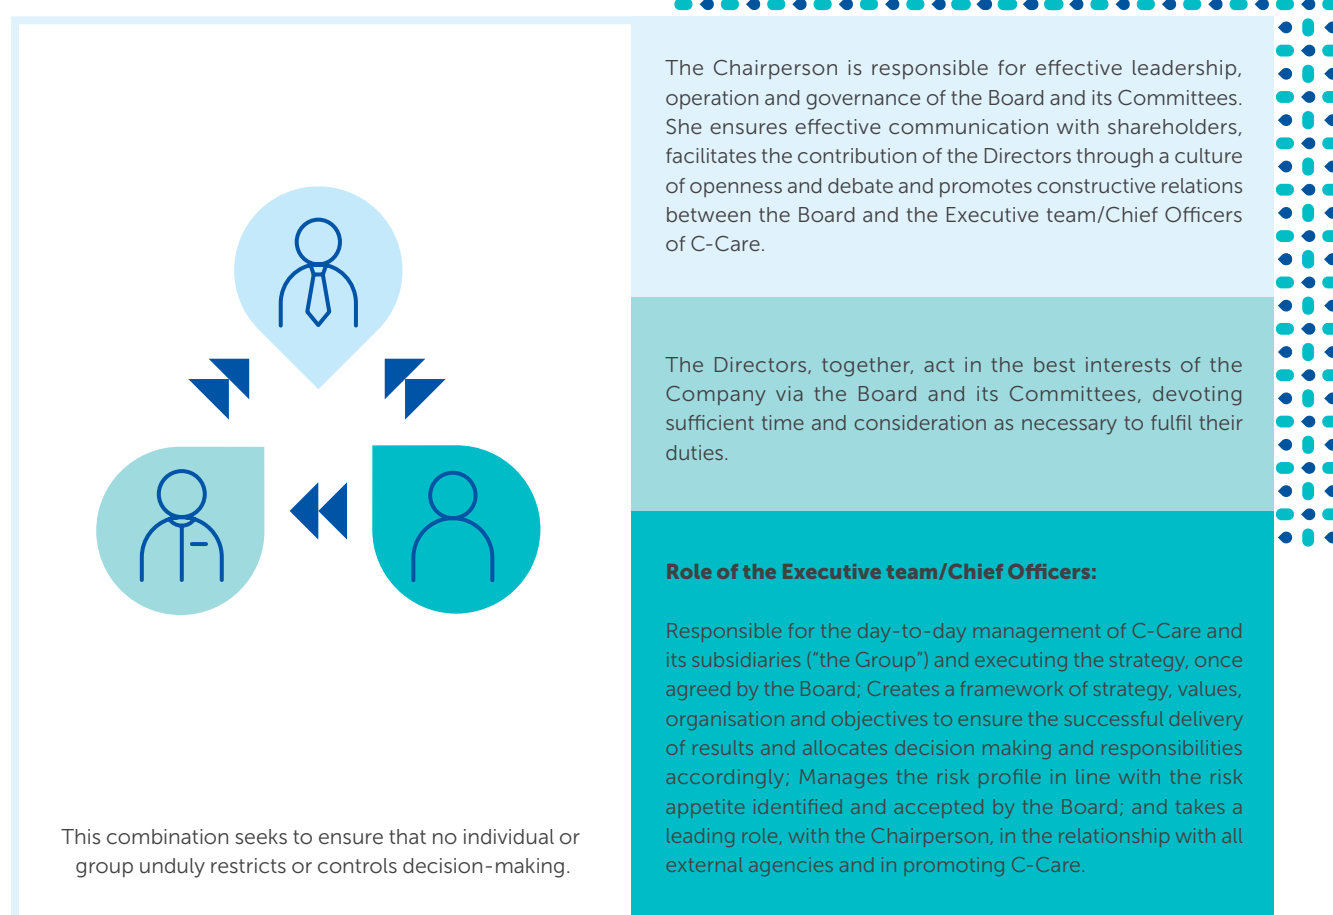 The Chairperson is responsible for effective leadership,
operation and governance of the Board and its Committees.
She ensures effective communication with shareholders,
facilitates the contribution of the Directors through a culture
of openness and debate and promotes constructive relations
between the Board and the Executive team/Chief Officers
of C-Care.
The Directors, together, act in the best interests of the
Company via the Board and its Committees, devoting
sufficient time and consideration as necessary to fulfil their
duties.
Role of the Executive team/Chief Officers:
Responsible for the day-to-day management of C-Care and
its subsidiaries (“the Group”) and executing the strategy, once
agreed by the Board; Creates a framework of strategy, values,
organisation and objectives to ensure the successful delivery
of results and allocates decision making and responsibilities
accordingly; Manages the risk profile in line with the risk
appetite identified and accepted by the Board; and takes a
leading role, with the Chairperson, in the relationship with all
external agencies and in promoting C-Care.
This combination seeks to ensure that no individual or
group unduly restricts or controls decision-making.